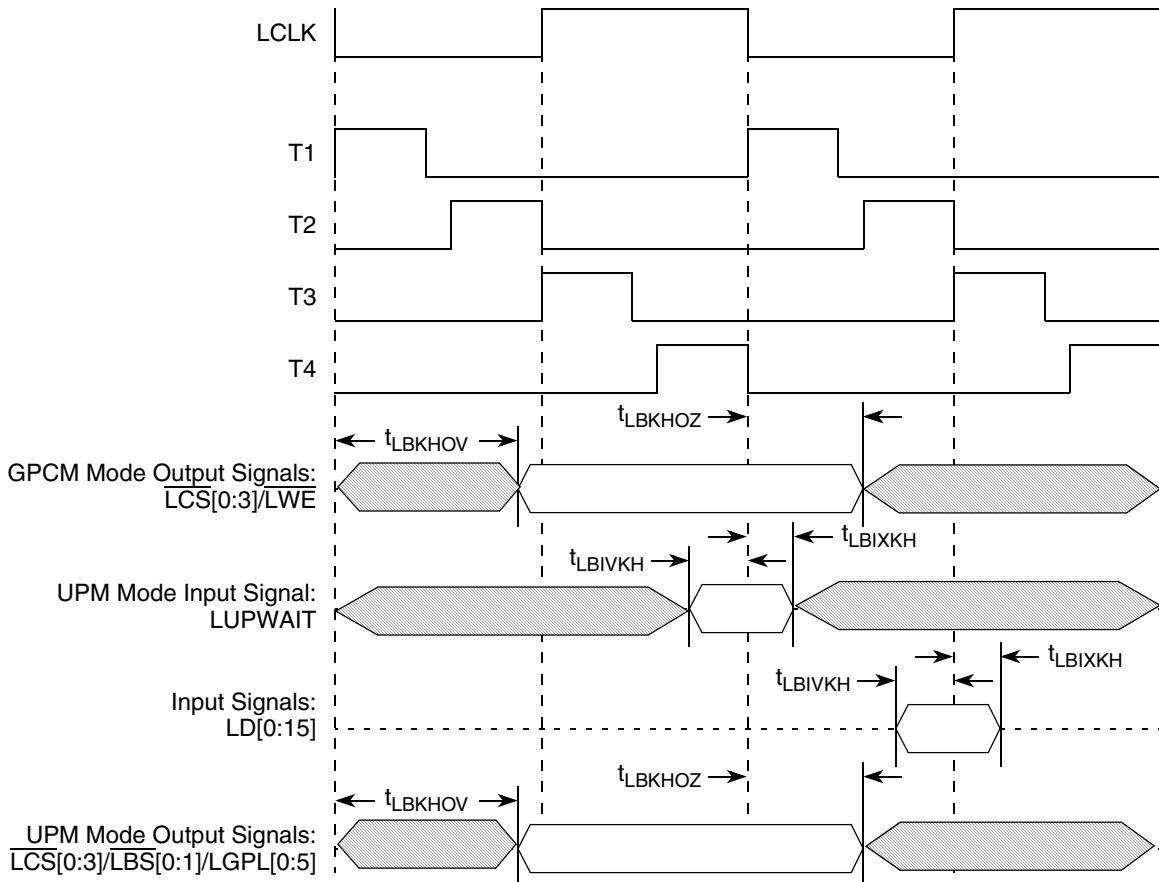 LCLK
T1
T2
T3
T4
tLBKHOZ
tLBKHOV
GPCM Mode Output Signals:
LCS[0:3]/LWE
tLBIXKH
tLBIVKH
UPM Mode Input Signal:
LUPWAIT
tLBIXKH
tLBIVKH
Input Signals:
LD[0:15]
tLBKHOZ
tLBKHOV
UPM Mode Output Signals:
LCS[0:3]/LBS[0:1]/LGPL[0:5]